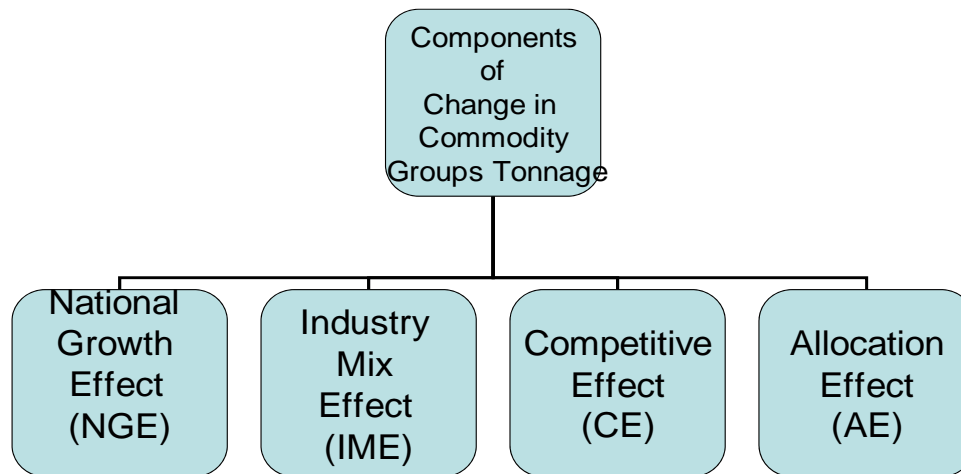 Components
of
Change in
Commodity
Groups Tonnage
National
Growth
Effect
(NGE)
Industry
Mix
Effect
(IME)
Competitive
Effect
(CE)
Allocation
Effect
(AE)